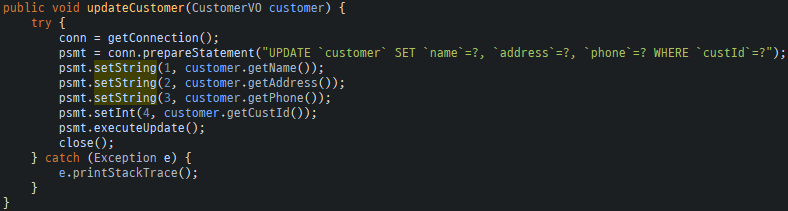 public void updateCustomer(CustomerVO customer) {
    try {
        conn = getConnection();
        psmt = conn.prepareStatement("UPDATE `customer` SET `name`=?, `address`=?, `phone`=? WHERE `custId`=?");
        psmt.setString(1, customer.getName());
        psmt.setString(2, customer.getAddress());
        psmt.setString(3, customer.getPhone());
        psmt.setInt(4, customer.getCustId());
        psmt.executeUpdate();
        close();
    } catch (Exception e) {
        e.printStackTrace();
    }
}